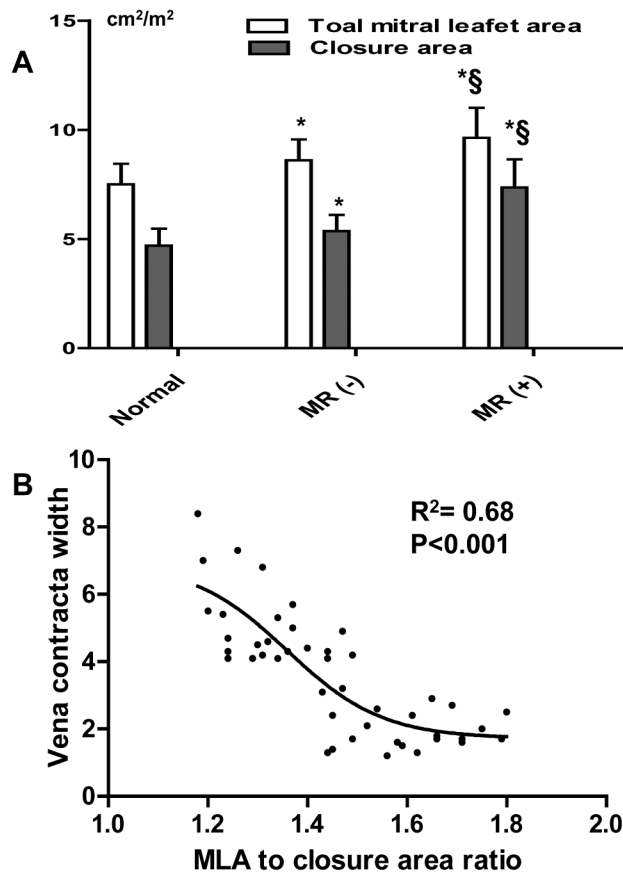 A
cm²/m²
Toal mitral leafet area
Closure area
15
10
5
0
*
*
*§
*§
Normal
MR (-)
MR (+)
B
Vena contracta width
10
8
6
4
2
0
R²= 0.68
P<0.001
1.0 1.2 1.4 1.6 1.8 2.0
MLA to closure area ratio